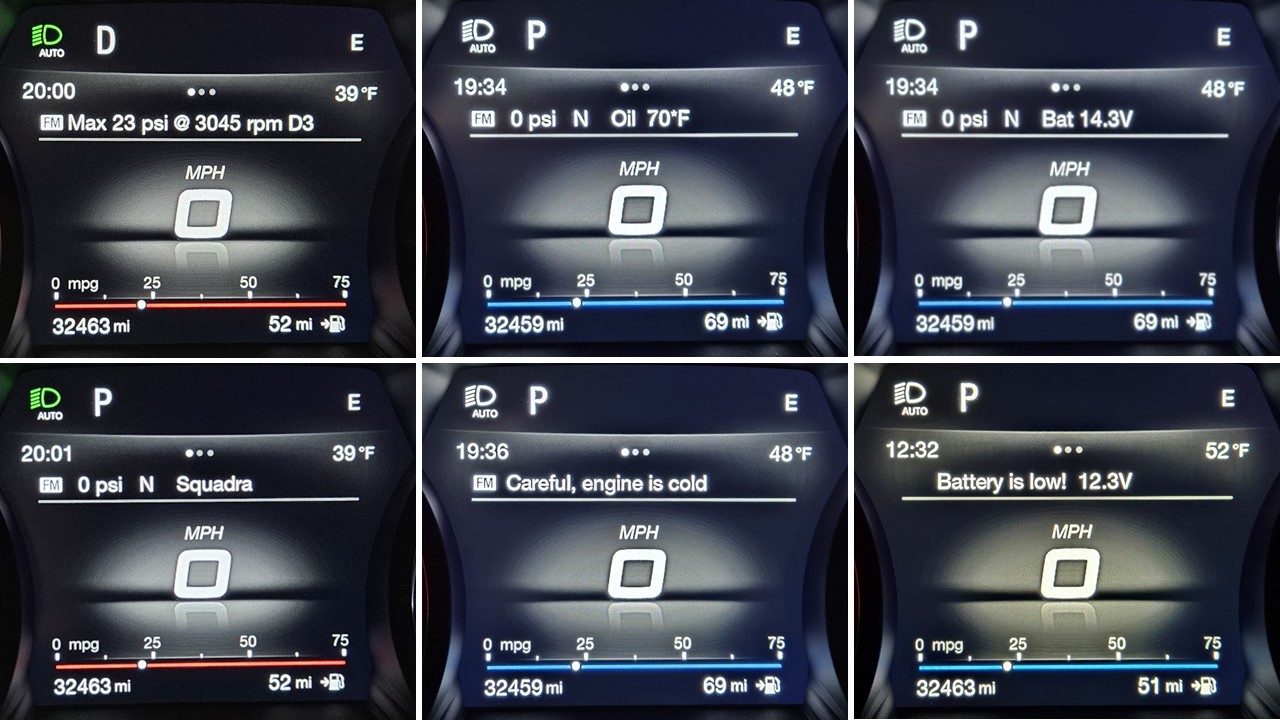 AUTO D E
20:00 39 °F
FM Max 23 psi @ 3045 rpm D3
MPH
0
0 mpg 25 50 75
32463 mi 52 mi
AUTO P E
19:34 48 °F
FM 0 psi N Oil 70*F
MPH
0
0 mpg 25 50 75
32459 mi 69 mi
AUTO P E
19:34 48 °F
FM 0 psi N Bat 14.3V
MPH
0
0 mpg 25 50 75
32459 mi 69 mi
AUTO P E
20:01 39 °F
FM 0 psi N Squadra
MPH
0
0 mpg 25 50 75
32463 mi 52 mi
AUTO P E
19:36 48 °F
FM Careful, engine is cold
MPH
0
0 mpg 25 50 75
32459 mi 69 mi
AUTO P E
12:32 52 °F
Battery is low! 12.3V
MPH
0
0 mpg 25 50 75
32463 mi 51 mi